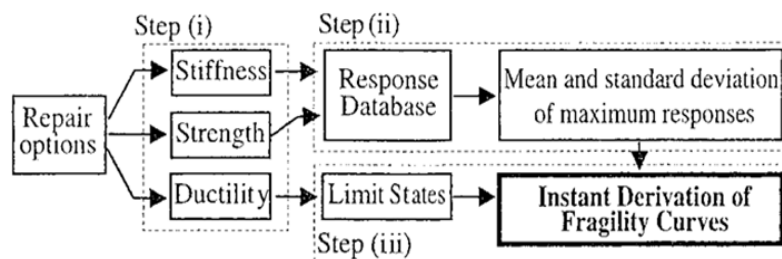 Step (i)
Step (ii)
Stiffness
Response
Database
Mean and standard deviation
of maximum responses
Repair
options
Strength
Ductility
Limit States
Instant Derivation of
Fragility Curves
Step (iii)